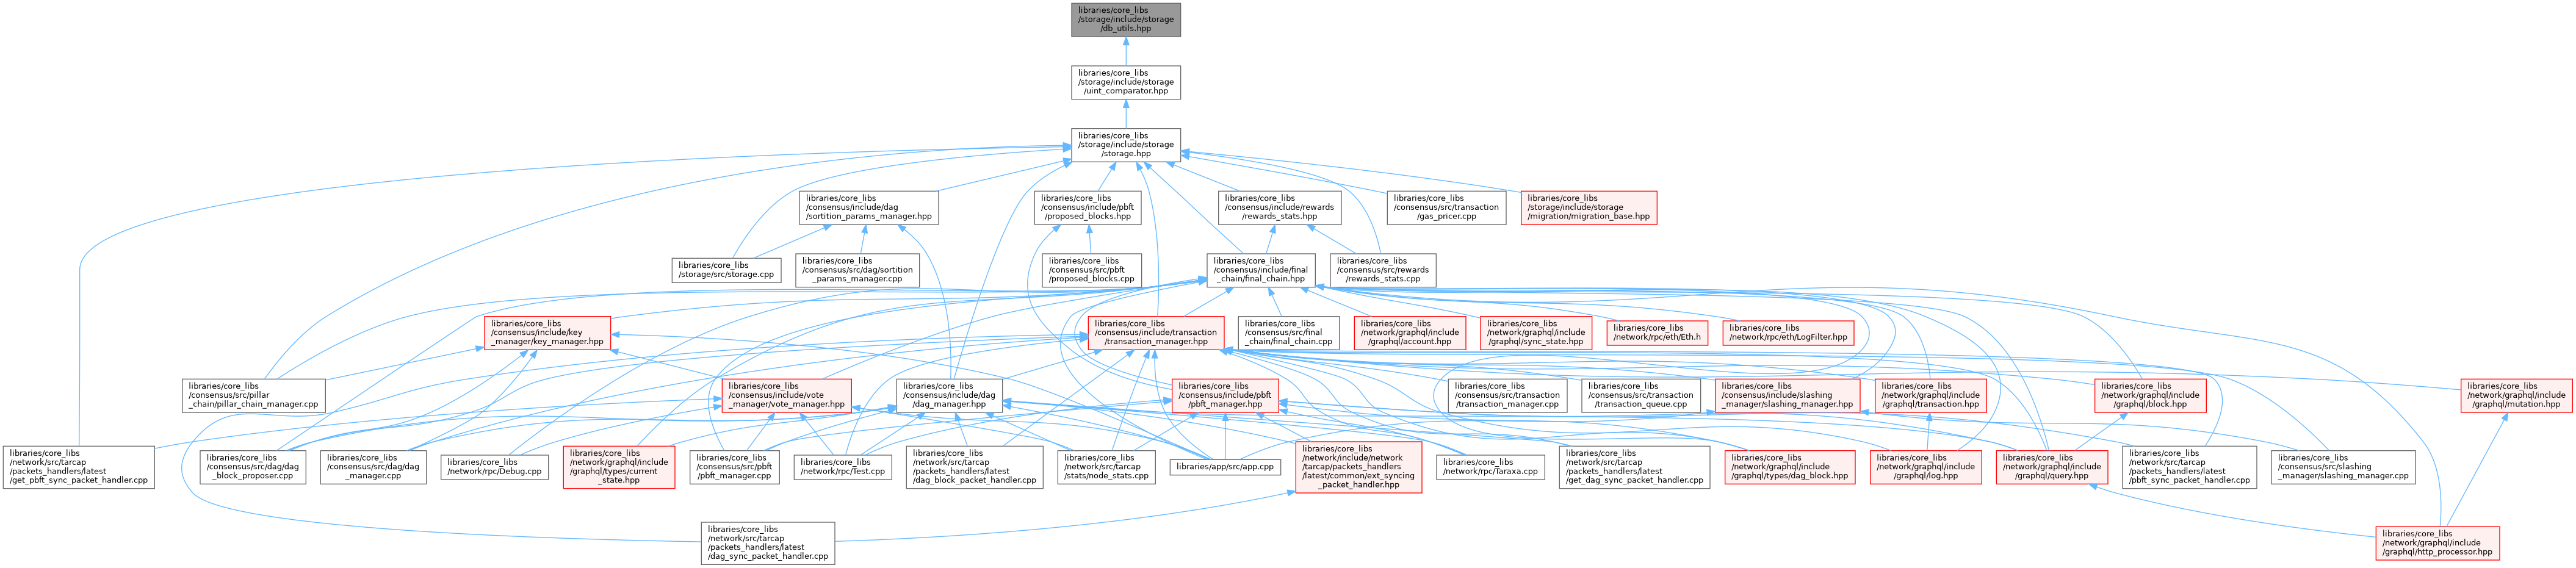 libraries/core_libs
/storage/include/storage
/db_utils.hpp
libraries/core_libs
/storage/include/storage
/uint_comparator.hpp
libraries/core_libs
/storage/include/storage
/storage.hpp
libraries/core_libs
/consensus/include/dag
/sortition_params_manager.hpp
libraries/core_libs
/consensus/include/pbft
/proposed_blocks.hpp
libraries/core_libs
/consensus/include/rewards
/rewards_stats.hpp
libraries/core_libs
/consensus/src/transaction
/gas_pricer.cpp
libraries/core_libs
/storage/include/storage
/migration/migration_base.hpp
libraries/core_libs
/storage/src/storage.cpp
libraries/core_libs
/consensus/src/dag/sortition
_params_manager.cpp
libraries/core_libs
/consensus/src/pbft
/proposed_blocks.cpp
libraries/core_libs
/consensus/include/final
_chain/final_chain.hpp
libraries/core_libs
/consensus/src/rewards
/rewards_stats.cpp
libraries/core_libs
/consensus/include/key
_manager/key_manager.hpp
libraries/core_libs
/consensus/include/transaction
/transaction_manager.hpp
libraries/core_libs
/consensus/src/final
_chain/final_chain.cpp
libraries/core_libs
/network/graphql/include
/graphql/account.hpp
libraries/core_libs
/network/graphql/include
/graphql/sync_state.hpp
libraries/core_libs
/network/rpc/eth/Eth.h
libraries/core_libs
/network/rpc/eth/LogFilter.hpp
libraries/core_libs
/consensus/src/pillar
_chain/pillar_chain_manager.cpp
libraries/core_libs
/consensus/include/vote
_manager/vote_manager.hpp
libraries/core_libs
/consensus/include/dag
/dag_manager.hpp
libraries/core_libs
/consensus/include/pbft
/pbft_manager.hpp
libraries/core_libs
/consensus/src/transaction
/transaction_manager.cpp
libraries/core_libs
/consensus/src/transaction
/transaction_queue.cpp
libraries/core_libs
/consensus/include/slashing
_manager/slashing_manager.hpp
libraries/core_libs
/network/graphql/include
/graphql/transaction.hpp
libraries/core_libs
/network/graphql/include
/graphql/block.hpp
libraries/core_libs
/network/graphql/include
/graphql/mutation.hpp
libraries/core_libs
/network/src/tarcap
/packets_handlers/latest
/get_pbft_sync_packet_handler.cpp
libraries/core_libs
/consensus/src/dag/dag
_block_proposer.cpp
libraries/core_libs
/consensus/src/dag/dag
_manager.cpp
libraries/core_libs
/network/rpc/Debug.cpp
libraries/core_libs
/network/graphql/include
/graphql/types/current
_state.hpp
libraries/core_libs
/consensus/src/pbft
/pbft_manager.cpp
libraries/core_libs
/network/rpc/Test.cpp
libraries/core_libs
/network/src/tarcap
/packets_handlers/latest
/dag_block_packet_handler.cpp
libraries/core_libs
/network/src/tarcap
/stats/node_stats.cpp
libraries/app/src/app.cpp
libraries/core_libs
/network/include/network
/tarcap/packets_handlers
/latest/common/ext_syncing
_packet_handler.hpp
libraries/core_libs
/network/rpc/Taraxa.cpp
libraries/core_libs
/network/src/tarcap
/packets_handlers/latest
/get_dag_sync_packet_handler.cpp
libraries/core_libs
/network/graphql/include
/graphql/types/dag_block.hpp
libraries/core_libs
/network/graphql/include
/graphql/log.hpp
libraries/core_libs
/network/graphql/include
/graphql/query.hpp
libraries/core_libs
/network/src/tarcap
/packets_handlers/latest
/pbft_sync_packet_handler.cpp
libraries/core_libs
/consensus/src/slashing
_manager/slashing_manager.cpp
libraries/core_libs
/network/src/tarcap
/packets_handlers/latest
/dag_sync_packet_handler.cpp
libraries/core_libs
/network/graphql/include
/graphql/http_processor.hpp